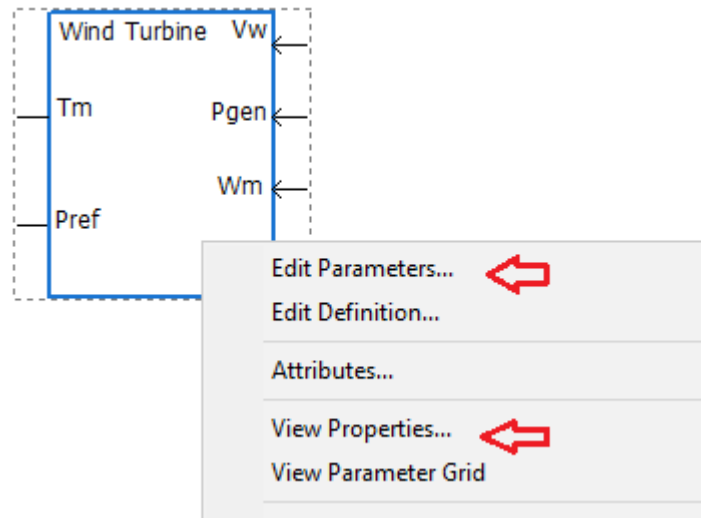 Wind Turbine Vw
Tm
Pgen
Wm
Pref
Edit Parameters...
Edit Definition...
Attributes...
View Properties...
View Parameter Grid